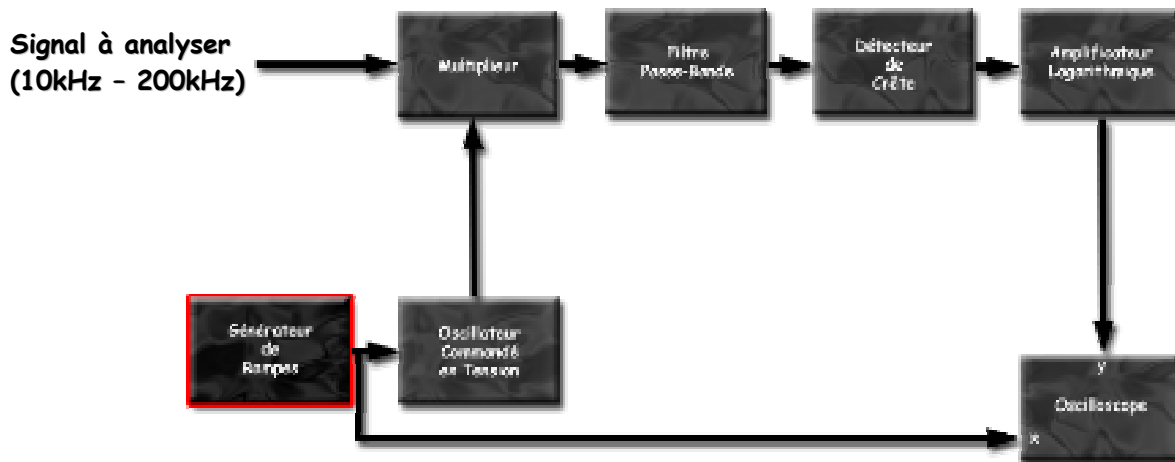 Signal à analyser
(10kHz – 200kHz)
Multiplieur
Filtre
Passe-Bande
Détecteur
de
Crête
Amplificateur
Logarithmique
Générateur
de
Rampes
Oscillateur
Commandé
en Tension
y
Oscilloscope
x